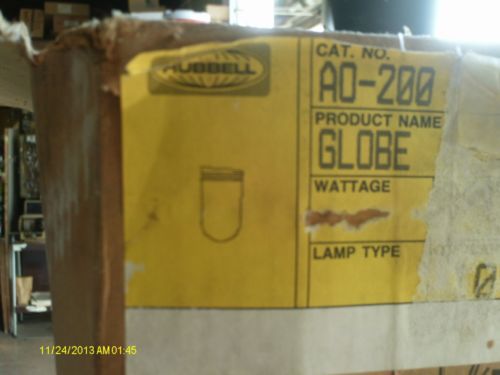 HUBBELL
CAT. NO.
AO-200
PRODUCT NAME
GLOBE
WATTAGE
LAMP TYPE
11/24/2013 AM 01:45